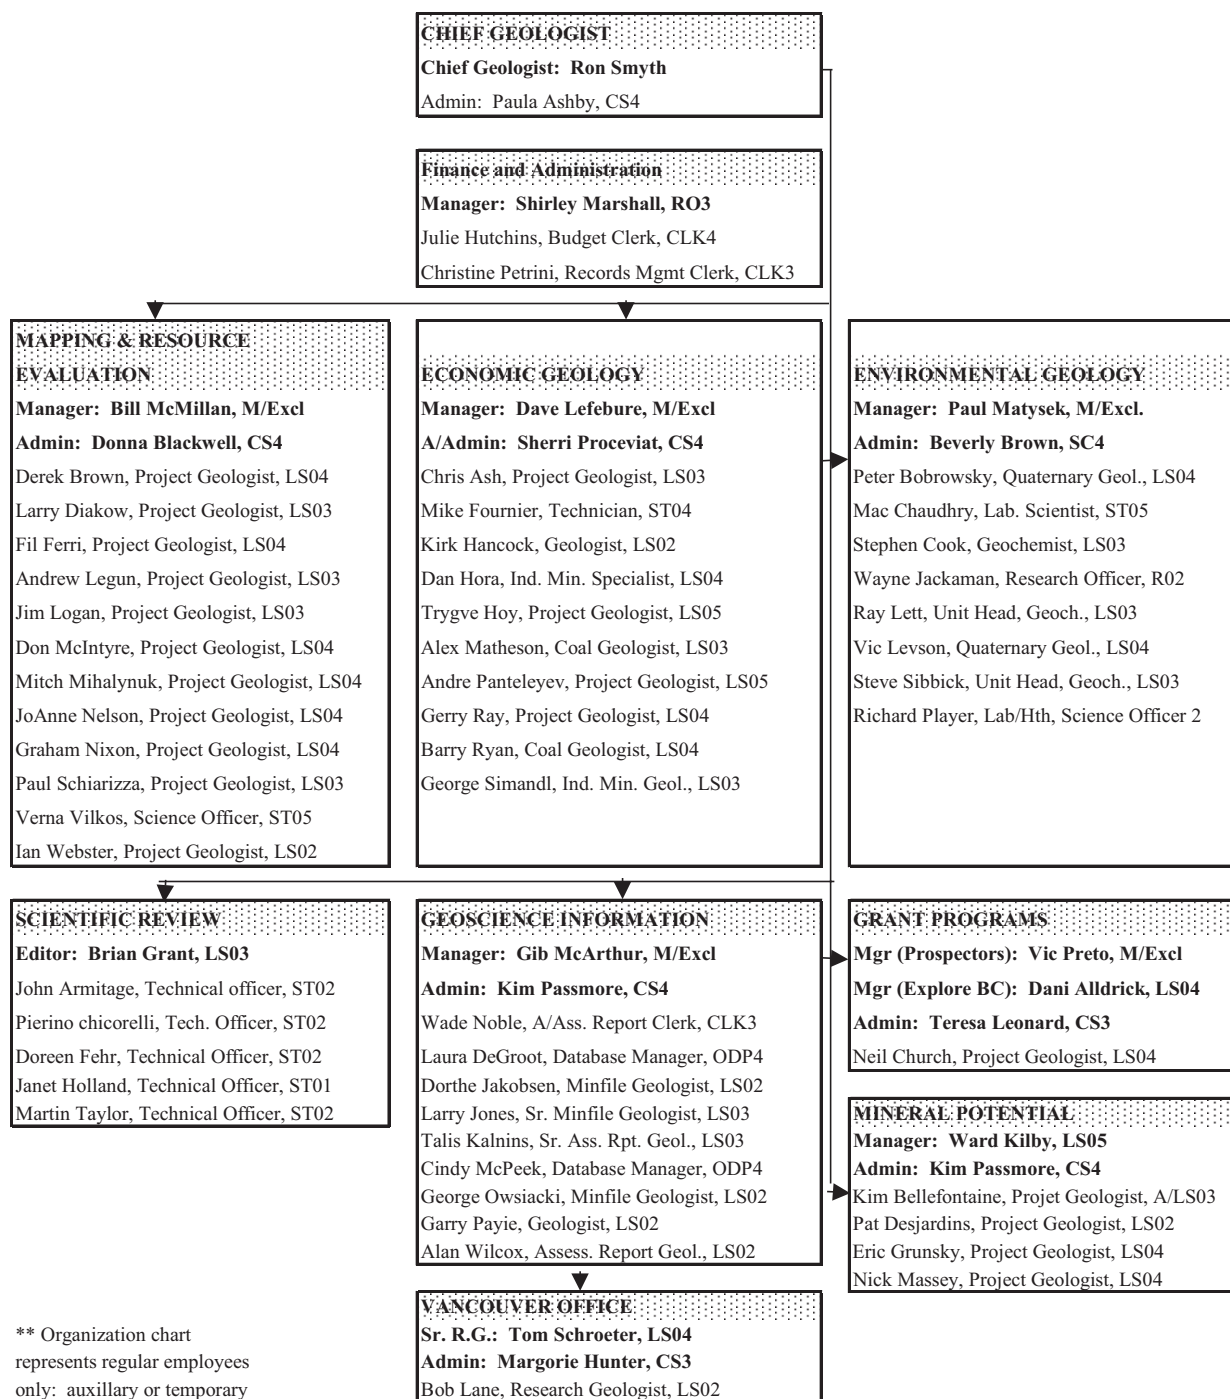 CHIEF GEOLOGIST
Chief Geologist: Ron Smyth
Admin: Paula Ashby, CS4
Finance and Administration
Manager: Shirley Marshall, RO3
Julie Hutchins, Budget Clerk, CLK4
Christine Petrini, Records Mgmt Clerk, CLK3
MAPPING & RESOURCE
EVALUATION
Manager: Bill McMillan, M/Excl
Admin: Donna Blackwell, CS4
Derek Brown, Project Geologist, LS04
Larry Diakow, Project Geologist, LS03
Fil Ferri, Project Geologist, LS04
Andrew Legun, Project Geologist, LS03
Jim Logan, Project Geologist, LS03
Don McIntyre, Project Geologist, LS04
Mitch Mihalynuk, Project Geologist, LS04
JoAnne Nelson, Project Geologist, LS04
Graham Nixon, Project Geologist, LS04
Paul Schiarizza, Project Geologist, LS03
Verna Vilkos, Science Officer, ST05
Ian Webster, Project Geologist, LS02
ECONOMIC GEOLOGY
Manager: Dave Lefebure, M/Excl
A/Admin: Sherri Proceviat, CS4
Chris Ash, Project Geologist, LS03
Mike Fournier, Technician, ST04
Kirk Hancock, Geologist, LS02
Dan Hora, Ind. Min. Specialist, LS04
Trygve Hoy, Project Geologist, LS05
Alex Matheson, Coal Geologist, LS03
Andre Panteleyev, Project Geologist, LS05
Gerry Ray, Project Geologist, LS04
Barry Ryan, Coal Geologist, LS04
George Simandl, Ind. Min. Geol., LS03
ENVIRONMENTAL GEOLOGY
Manager: Paul Matysek, M/Excl.
Admin: Beverly Brown, SC4
Peter Bobrowsky, Quaternary Geol., LS04
Mac Chaudhry, Lab. Scientist, ST05
Stephen Cook, Geochemist, LS03
Wayne Jackaman, Research Officer, R02
Ray Lett, Unit Head, Geoch., LS03
Vic Levson, Quaternary Geol., LS04
Steve Sibbick, Unit Head, Geoch., LS03
Richard Player, Lab/Hth, Science Officer 2
SCIENTIFIC REVIEW
Editor: Brian Grant, LS03
John Armitage, Technical officer, ST02
Pierino chicorelli, Tech. Officer, ST02
Doreen Fehr, Technical Officer, ST02
Janet Holland, Technical Officer, ST01
Martin Taylor, Technical Officer, ST02
GEOSCIENCE INFORMATION
Manager: Gib McArthur, M/Excl
Admin: Kim Passmore, CS4
Wade Noble, A/Ass. Report Clerk, CLK3
Laura DeGroot, Database Manager, ODP4
Dorthe Jakobsen, Minfile Geologist, LS02
Larry Jones, Sr. Minfile Geologist, LS03
Talis Kalnins, Sr. Ass. Rpt. Geol., LS03
Cindy McPeek, Database Manager, ODP4
George Owsiacki, Minfile Geologist, LS02
Garry Payie, Geologist, LS02
Alan Wilcox, Assess. Report Geol., LS02
GRANT PROGRAMS
Mgr (Prospectors): Vic Preto, M/Excl
Mgr (Explore BC): Dani Alldrick, LS04
Admin: Teresa Leonard, CS3
Neil Church, Project Geologist, LS04
MINERAL POTENTIAL
Manager: Ward Kilby, LS05
Admin: Kim Passmore, CS4
Kim Bellefontaine, Projet Geologist, A/LS03
Pat Desjardins, Project Geologist, LS02
Eric Grunsky, Project Geologist, LS04
Nick Massey, Project Geologist, LS04
VANCOUVER OFFICE
Sr. R.G.: Tom Schroeter, LS04
Admin: Margorie Hunter, CS3
Bob Lane, Research Geologist, LS02
** Organization chart
represents regular employees
only: auxillary or temporary